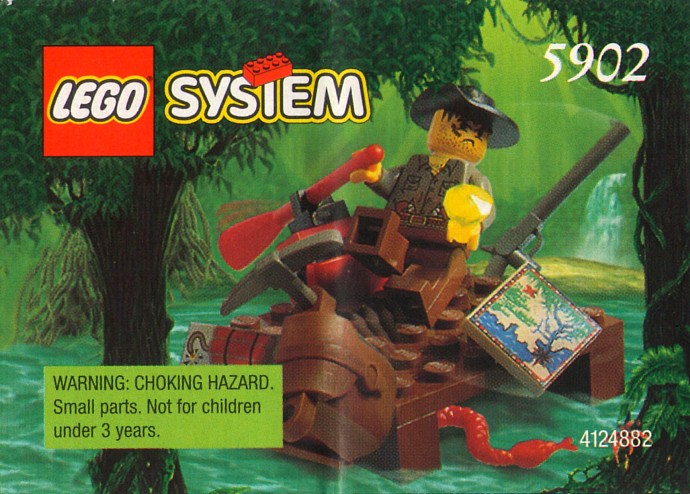 LEGO SYSTEM
5902
WARNING: CHOKING HAZARD.
Small parts. Not for children
under 3 years.
4124882